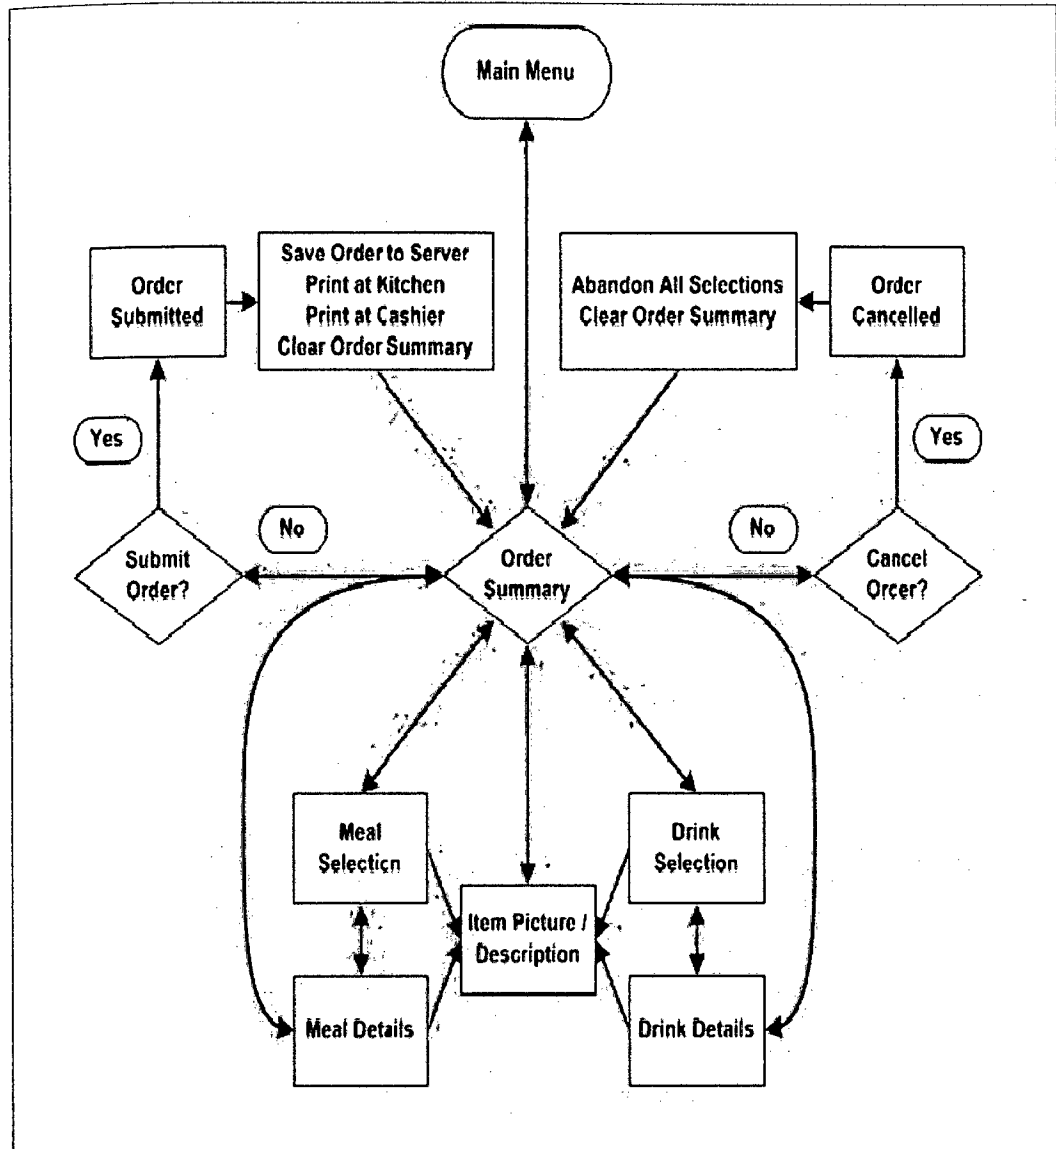 Main Menu
Order
Submitted
Save Order to Server
Print at Kitchen
Print at Cashier
Clear Order Summary
Abandon All Selections
Clear Order Summary
Order
Cancelled
Yes
Yes
No
No
Submit
Order?
Order
Summary
Cancel
Orcer?
Meal
Selection
Drink
Selection
Item Picture /
Description
Meal Details
Drink Details